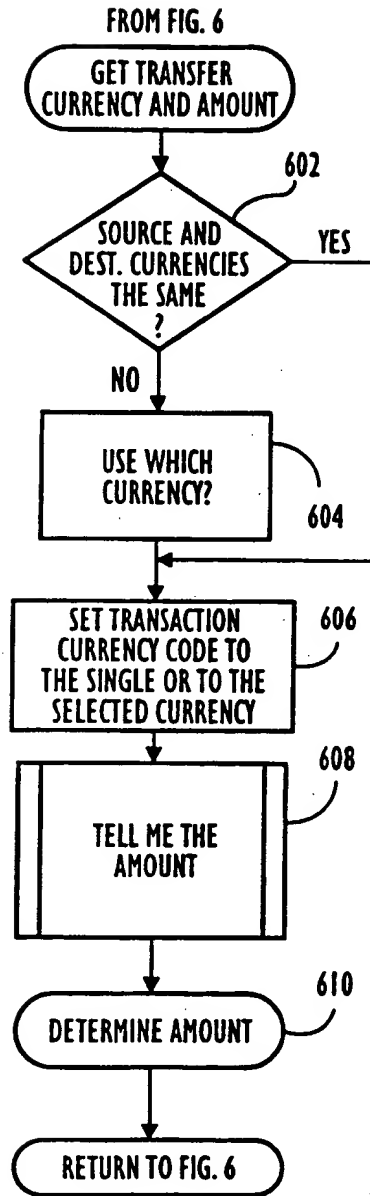 FROM FIG. 6
GET TRANSFER
CURRENCY AND AMOUNT
602
SOURCE AND
DEST. CURRENCIES
THE SAME
?
YES
NO
USE WHICH
CURRENCY?
604
SET TRANSACTION
CURRENCY CODE TO
THE SINGLE OR TO THE
SELECTED CURRENCY
606
608
TELL ME THE
AMOUNT
610
DETERMINE AMOUNT
RETURN TO FIG. 6